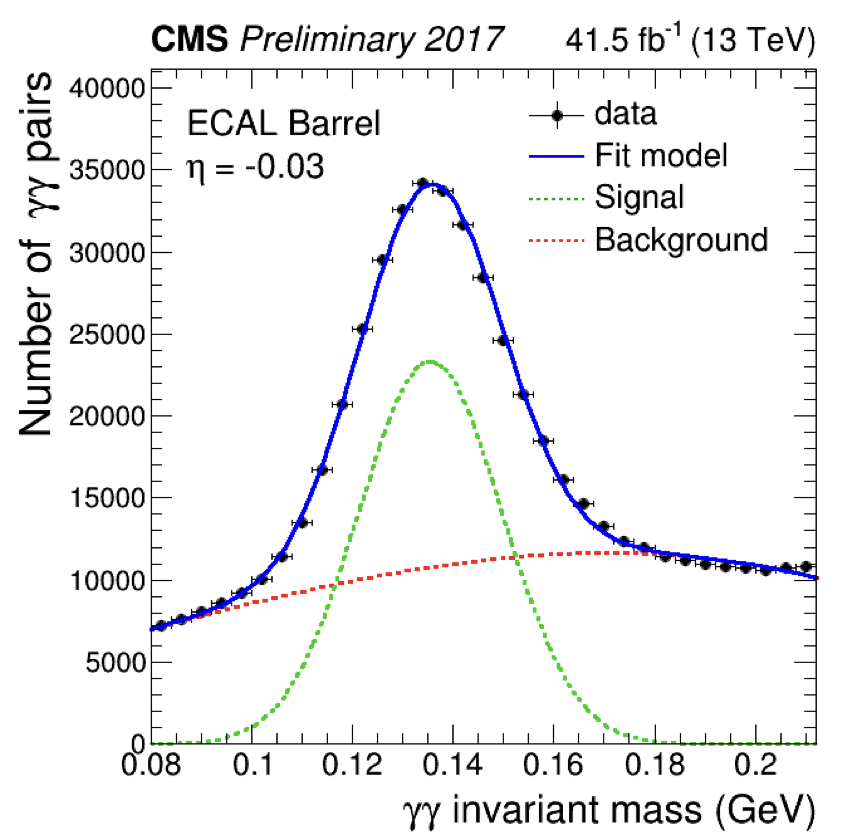 CMS Preliminary 2017 41.5 fb-1 (13 TeV)
ECAL Barrel
η = -0.03
data
Fit model
Signal
Background
Number of γγ pairs
40000
35000
30000
25000
20000
15000
10000
5000
0
0.08 0.1 0.12 0.14 0.16 0.18 0.2
γγ invariant mass (GeV)